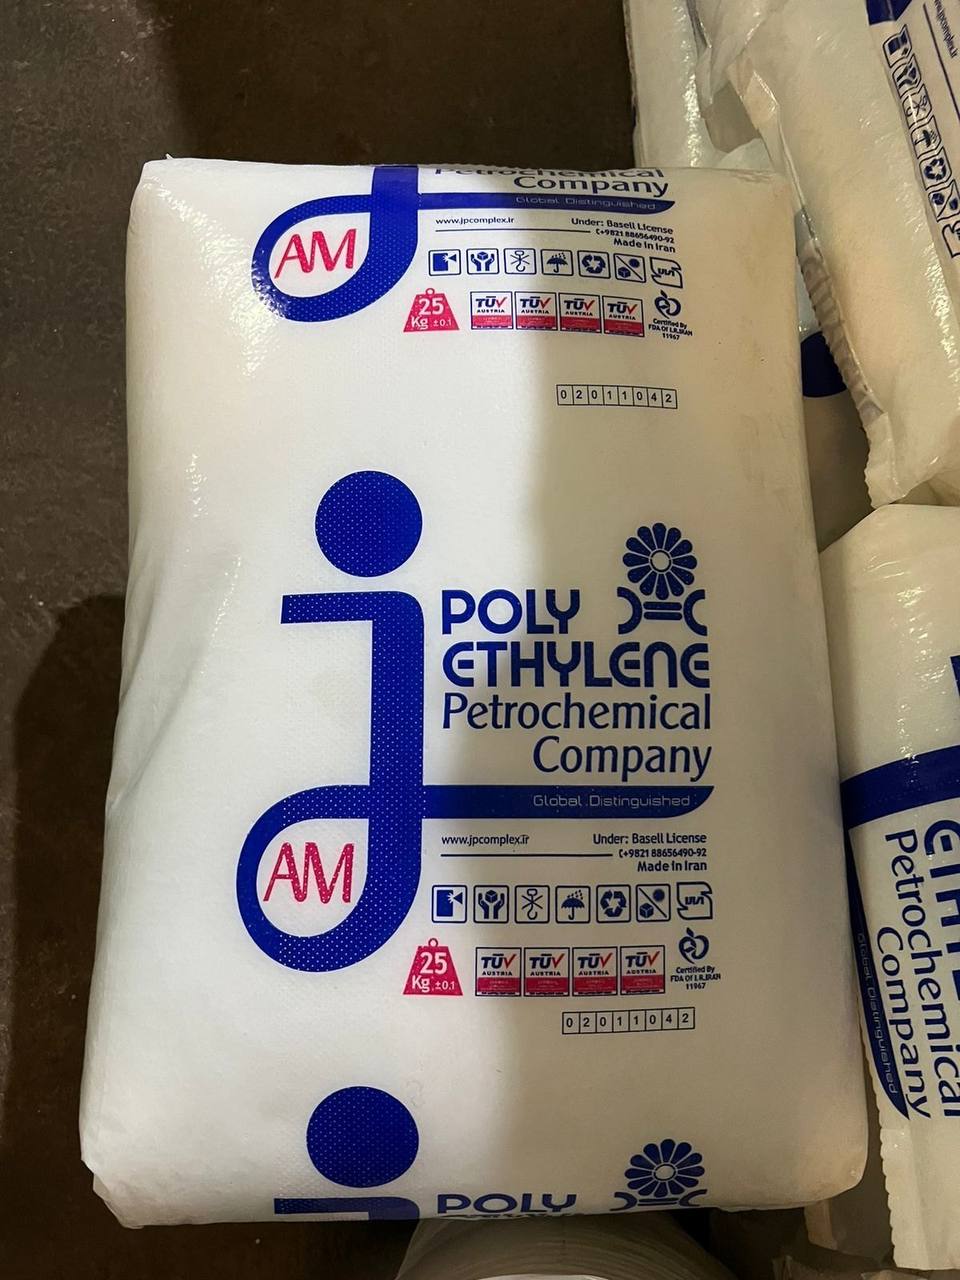 Petrochemical
Company
Global Distinguished
AM
www.jpcomplex.ir
Under: Basell License
(+9821 88656490-92
Made in Iran
25
Kg ±0,1
TÜV
AUSTRIA
TÜV
AUSTRIA
TÜV
AUSTRIA
TÜV
AUSTRIA
Certified By
FDA OF I.R.IRAN
11967
02011042
j
POLY
ETHYLENE
Petrochemical
Company
Global Distinguished
AM
www.jpcomplex.ir
Under: Basell License
(+9821 88656490-92
Made in Iran
25
Kg ±0,1
TÜV
AUSTRIA
TÜV
AUSTRIA
TÜV
AUSTRIA
TÜV
AUSTRIA
Certified By
FDA OF I.R.IRAN
11967
02011042
POLY
Petrochemical
Company
Global Distinguished